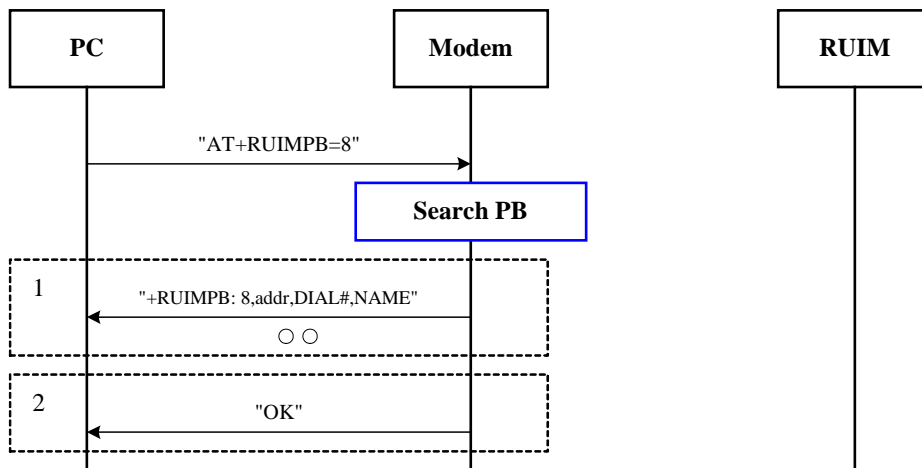 PC
Modem
RUIM
"AT+RUIMPB=8"
Search PB
1
"+RUIMPB: 8,addr,DIAL#,NAME"
○ ○
2
"OK"